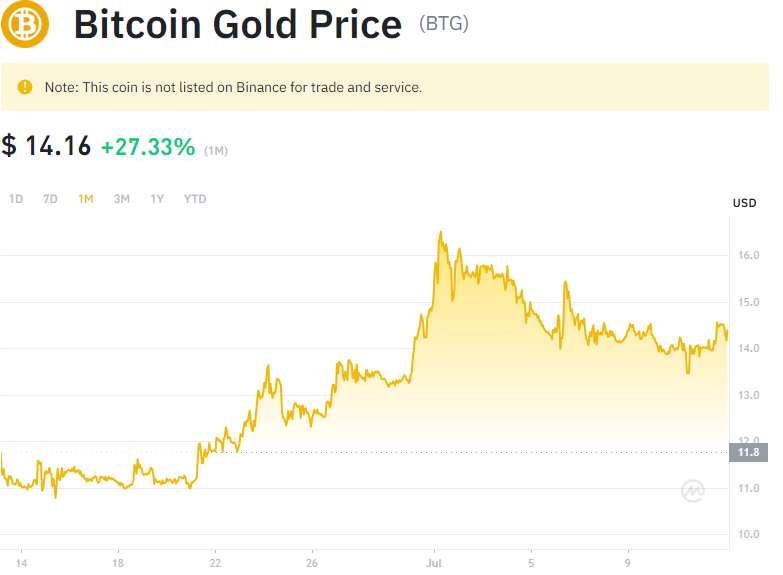 Bitcoin Gold Price (BTG)
Note: This coin is not listed on Binance for trade and service.
$ 14.16 +27.33% (1M)
1D 7D 1M 3M 1Y YTD
USD
16.0
15.0
14.0
13.0
12.0
11.8
11.0
10.0
14 18 22 26 Jul 5 9